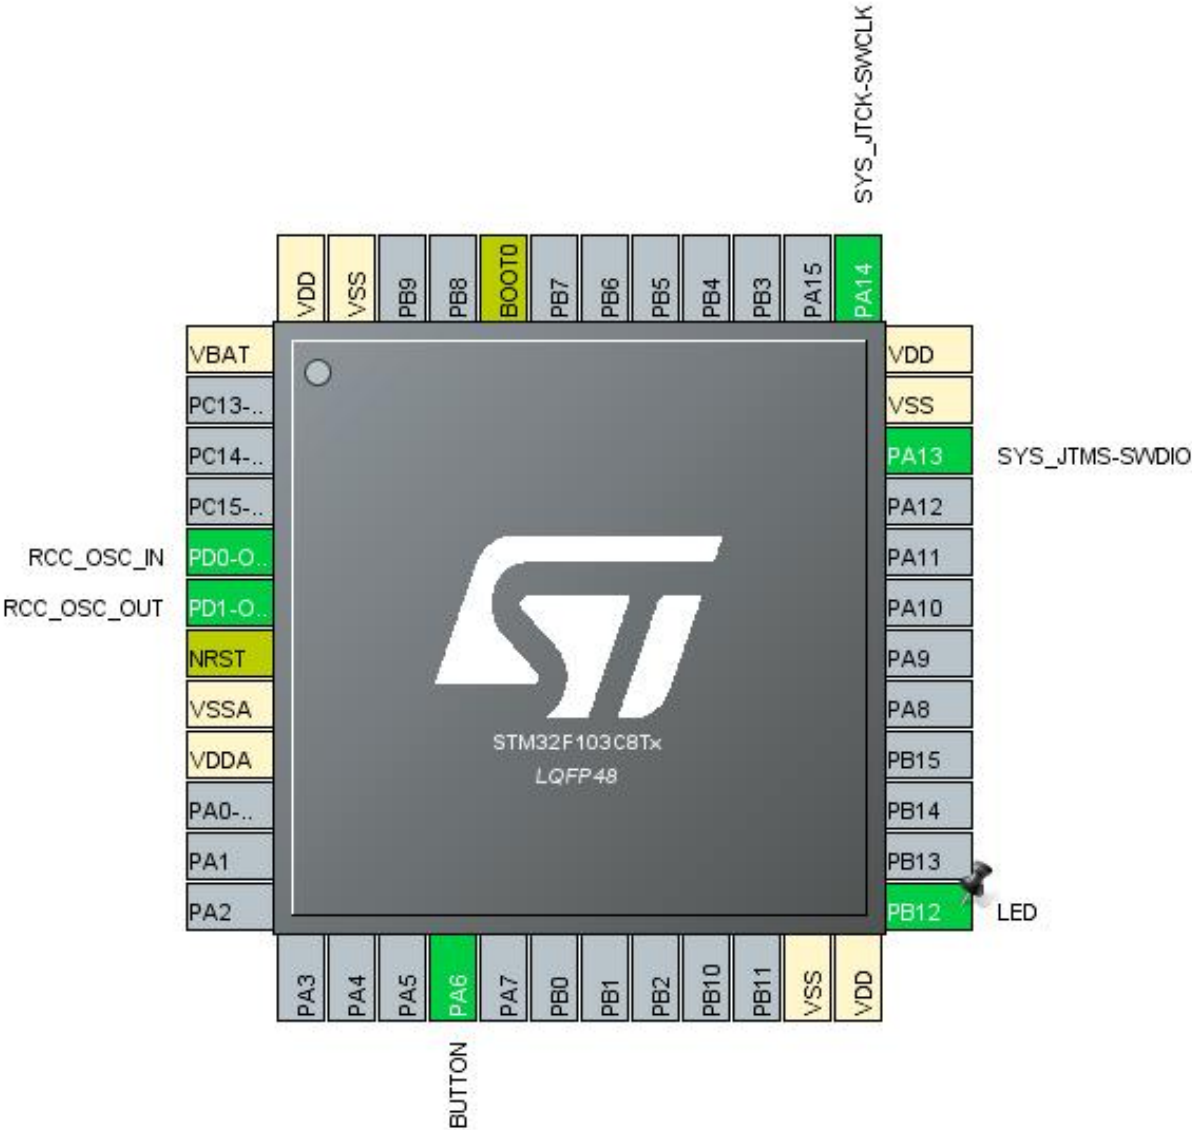 SYS_JTCK-SWCLK
VDD
VSS
PB9
PB8
BOOT0
PB7
PB6
PB5
PB4
PB3
PA15
PA14
VBAT
PC13-..
PC14-..
PC15-..
RCC_OSC_IN PD0-O..
RCC_OSC_OUT PD1-O..
NRST
VSSA
VDDA
PA0-..
PA1
PA2
STM32F103C8Tx
LQFP48
VDD
VSS
PA13 SYS_JTMS-SWDIO
PA12
PA11
PA10
PA9
PA8
PB15
PB14
PB13
PB12 LED
PA3
PA4
PA5
PA6
PA7
PB0
PB1
PB2
PB10
PB11
VSS
VDD
BUTTON